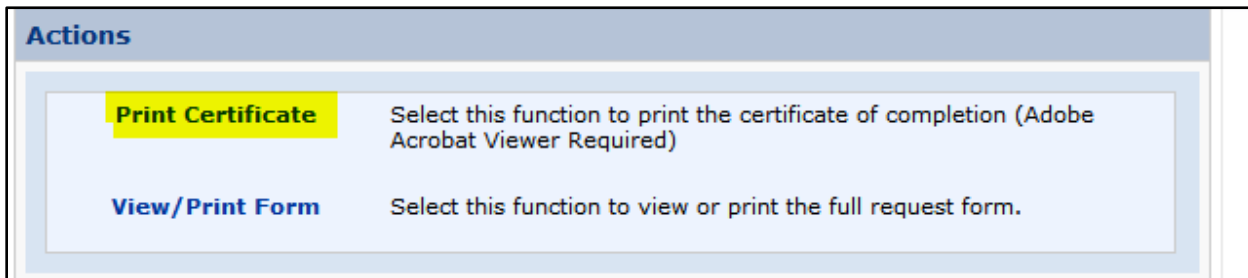 Actions
Print Certificate Select this function to print the certificate of completion (Adobe
Acrobat Viewer Required)
View/Print Form Select this function to view or print the full request form.